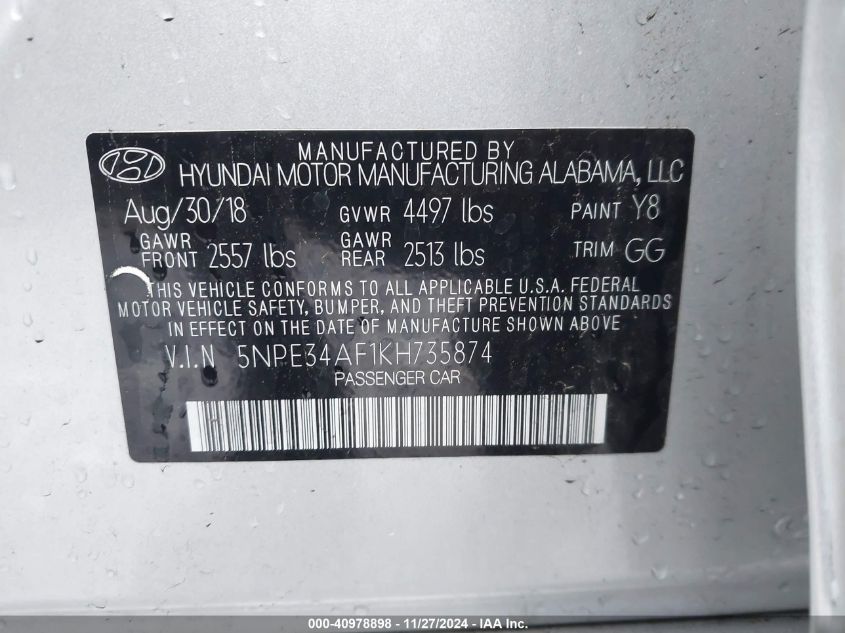 MANUFACTURED BY
HYUNDAI MOTOR MANUFACTURING ALABAMA, LLC
Aug/30/18 GVWR 4497 lbs PAINT Y8
GAWR FRONT 2557 lbs GAWR REAR 2513 lbs TRIM GG
THIS VEHICLE CONFORMS TO ALL APPLICABLE U.S.A. FEDERAL
MOTOR VEHICLE SAFETY, BUMPER, AND THEFT PREVENTION STANDARDS
IN EFFECT ON THE DATE OF MANUFACTURE SHOWN ABOVE.
V.I.N 5NPE34AF1KH735874
PASSENGER CAR
000-40978898 - 11/27/2024 - Copyright © 2024 IAA, Inc.